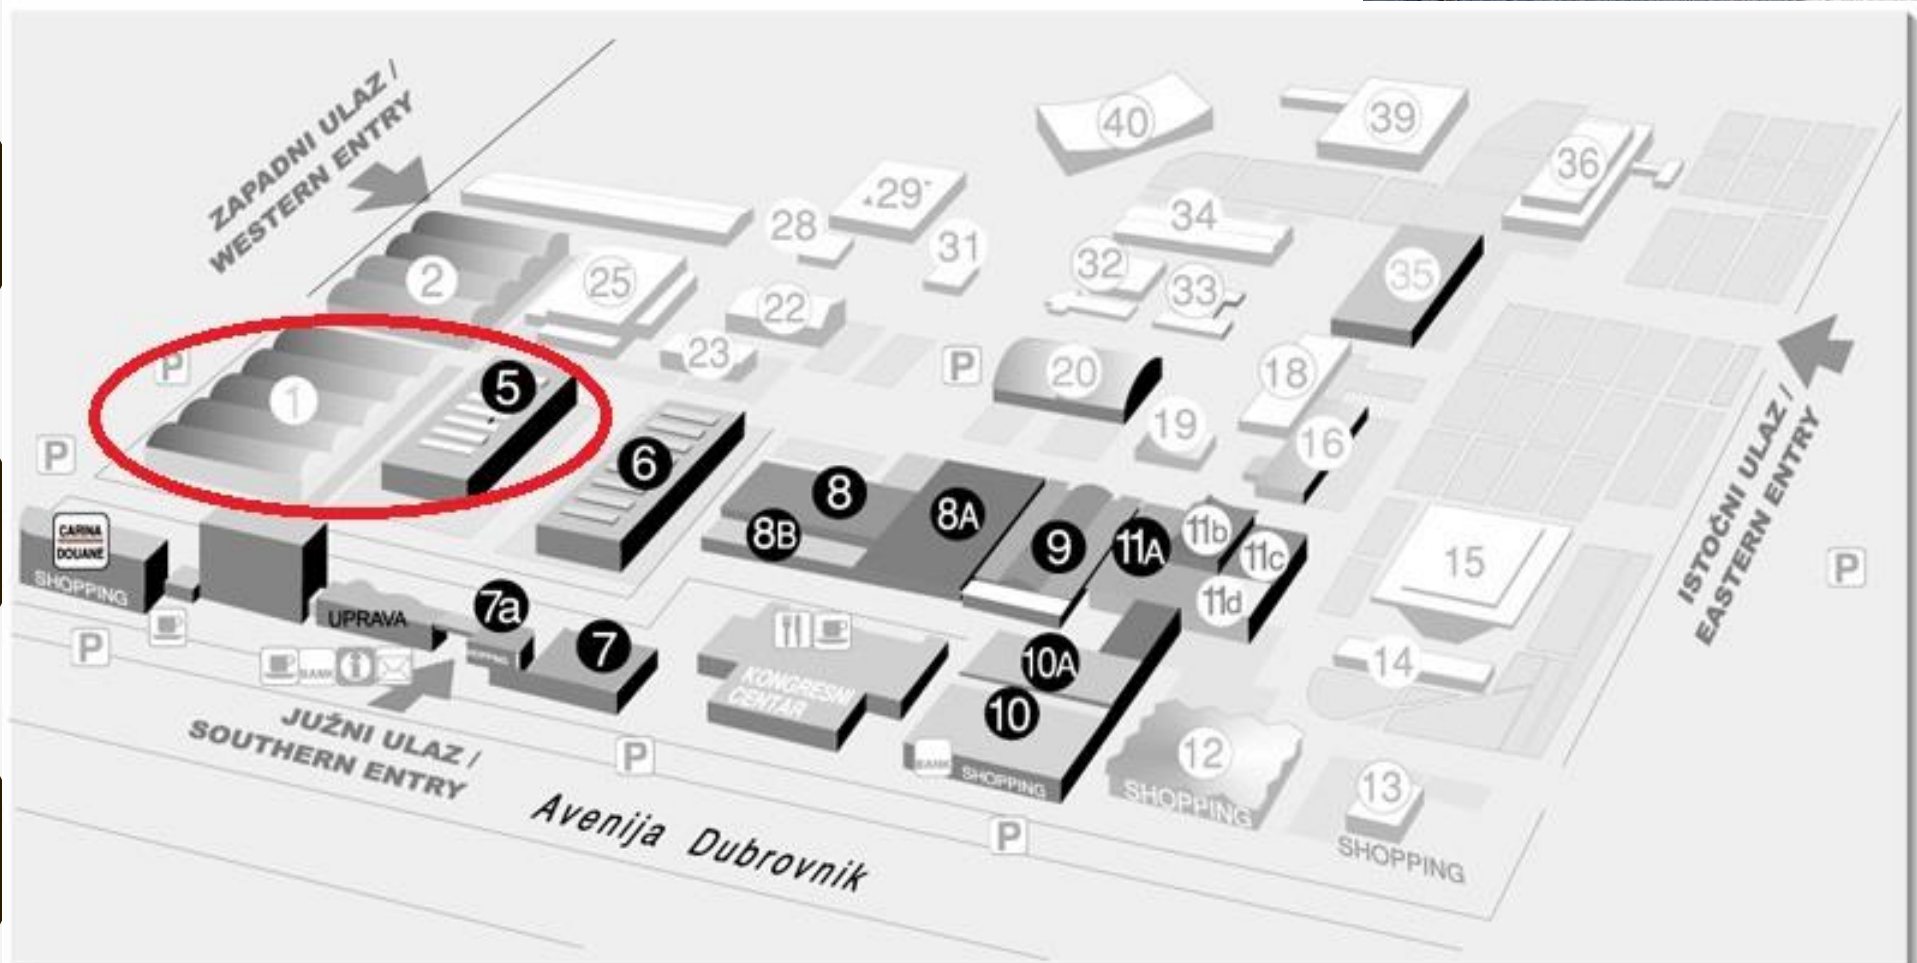 ZAPADNI ULAZ /
WESTERN ENTRY
40
39
36
29
28
31
34
2
25
22
32
33
35
P
1
5
23
P
20
18
19
16
ISTOČNI ULAZ /
EASTERN ENTRY
P
6
8
8A
8B
9
11A
11b
11c
11d
15
P
CARINA
DOUANE
SHOPPING
UPRAVA
7a
7
SHOPPING
P
BANK
i
KONGRESNI
CENTAR
10A
10
14
JUŽNI ULAZ /
SOUTHERN ENTRY
P
BANK
SHOPPING
12
SHOPPING
13
SHOPPING
P
Avenija Dubrovnik